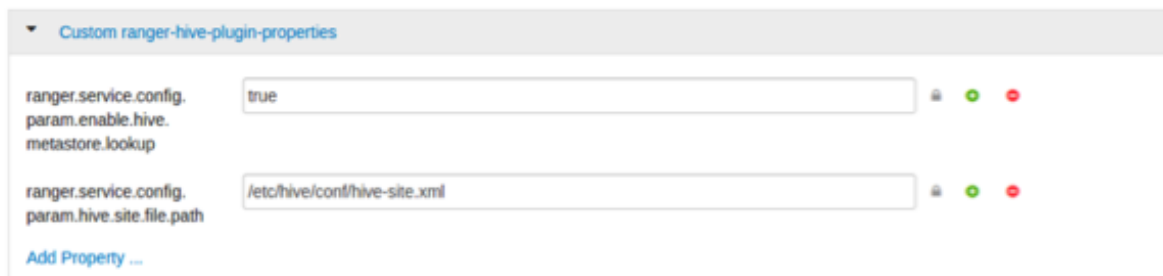 Custom ranger-hive-plugin-properties
ranger.service.config.
param.enable.hive.
metastore.lookup
true
ranger.service.config.
param.hive.site.file.path
/etc/hive/conf/hive-site.xml
Add Property ...